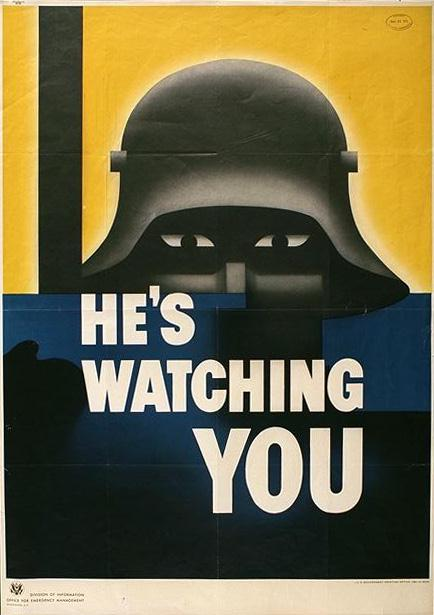 HE'S
WATCHING
YOU
DIVISION OF INFORMATION
OFFICE FOR EMERGENCY MANAGEMENT